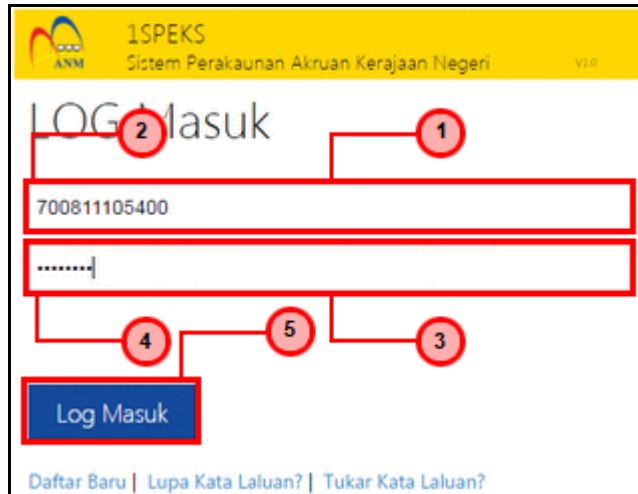 1SPEKS
ANM
Sistem Perakaunan Akruan Kerajaan Negeri
v1.0
LOG Masuk
2
1
700811105400
••••••••
4
5
3
Log Masuk
Daftar Baru | Lupa Kata Laluan? | Tukar Kata Laluan?